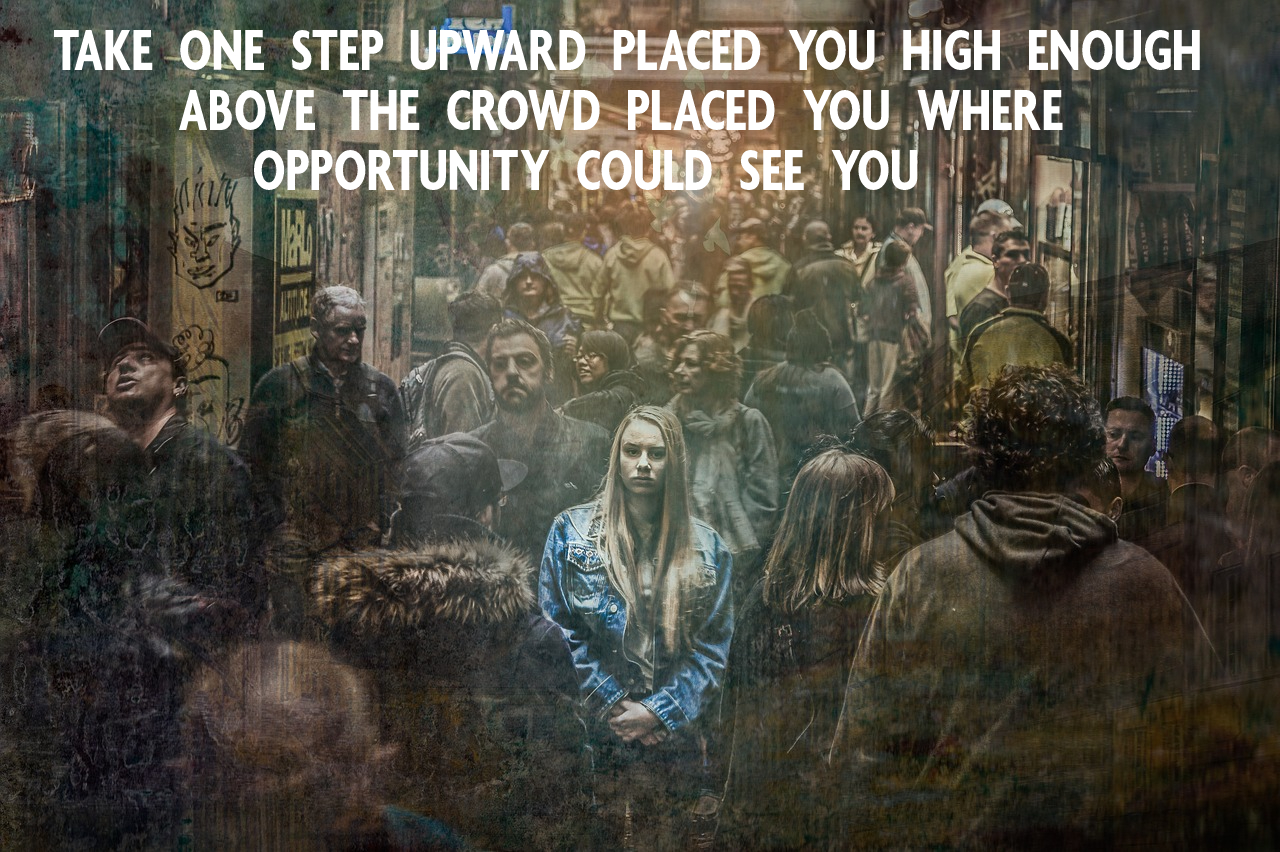 TAKE ONE STEP UPWARD PLACED YOU HIGH ENOUGH
ABOVE THE CROWD PLACED YOU WHERE
OPPORTUNITY COULD SEE YOU